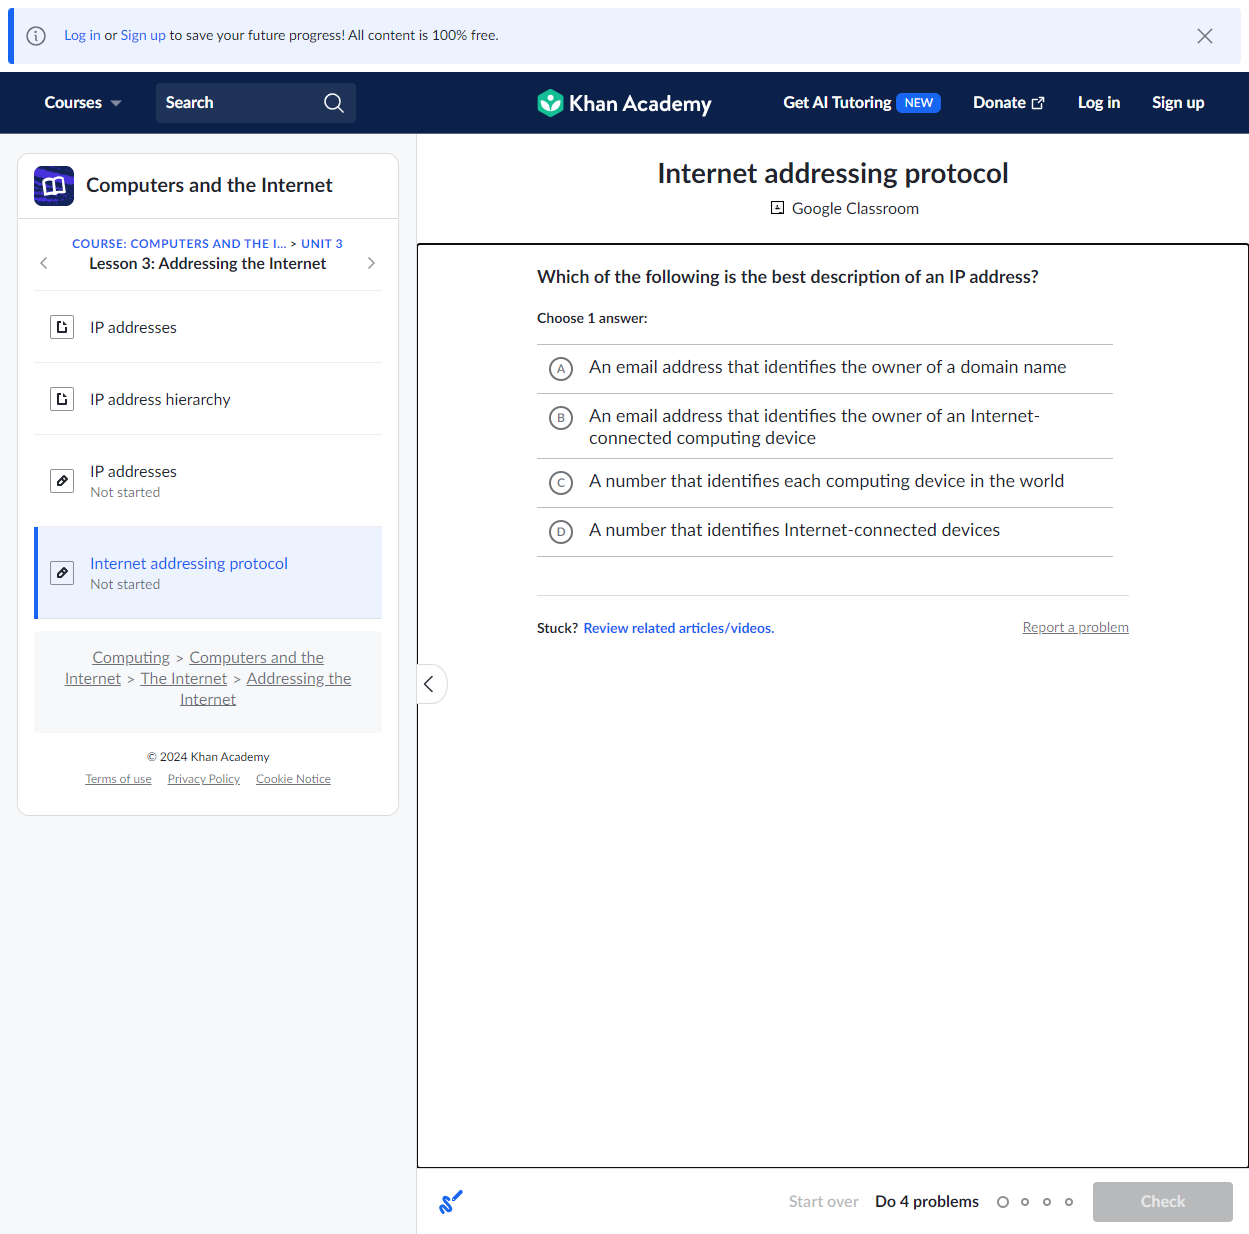 Log in or Sign up to save your future progress! All content is 100% free.
Courses
Search
Khan Academy
Get AI Tutoring NEW
Donate
Log in
Sign up
Computers and the Internet
COURSE: COMPUTERS AND THE I... > UNIT 3
Lesson 3: Addressing the Internet
IP addresses
IP address hierarchy
IP addresses
Not started
Internet addressing protocol
Not started
Computing > Computers and the
Internet > The Internet > Addressing the
Internet
© 2024 Khan Academy
Terms of use Privacy Policy Cookie Notice
Internet addressing protocol
Google Classroom
Which of the following is the best description of an IP address?
Choose 1 answer:
A An email address that identifies the owner of a domain name
B An email address that identifies the owner of an Internet-
connected computing device
C A number that identifies each computing device in the world
D A number that identifies Internet-connected devices
Stuck? Review related articles/videos.
Report a problem
Start over
Do 4 problems
Check